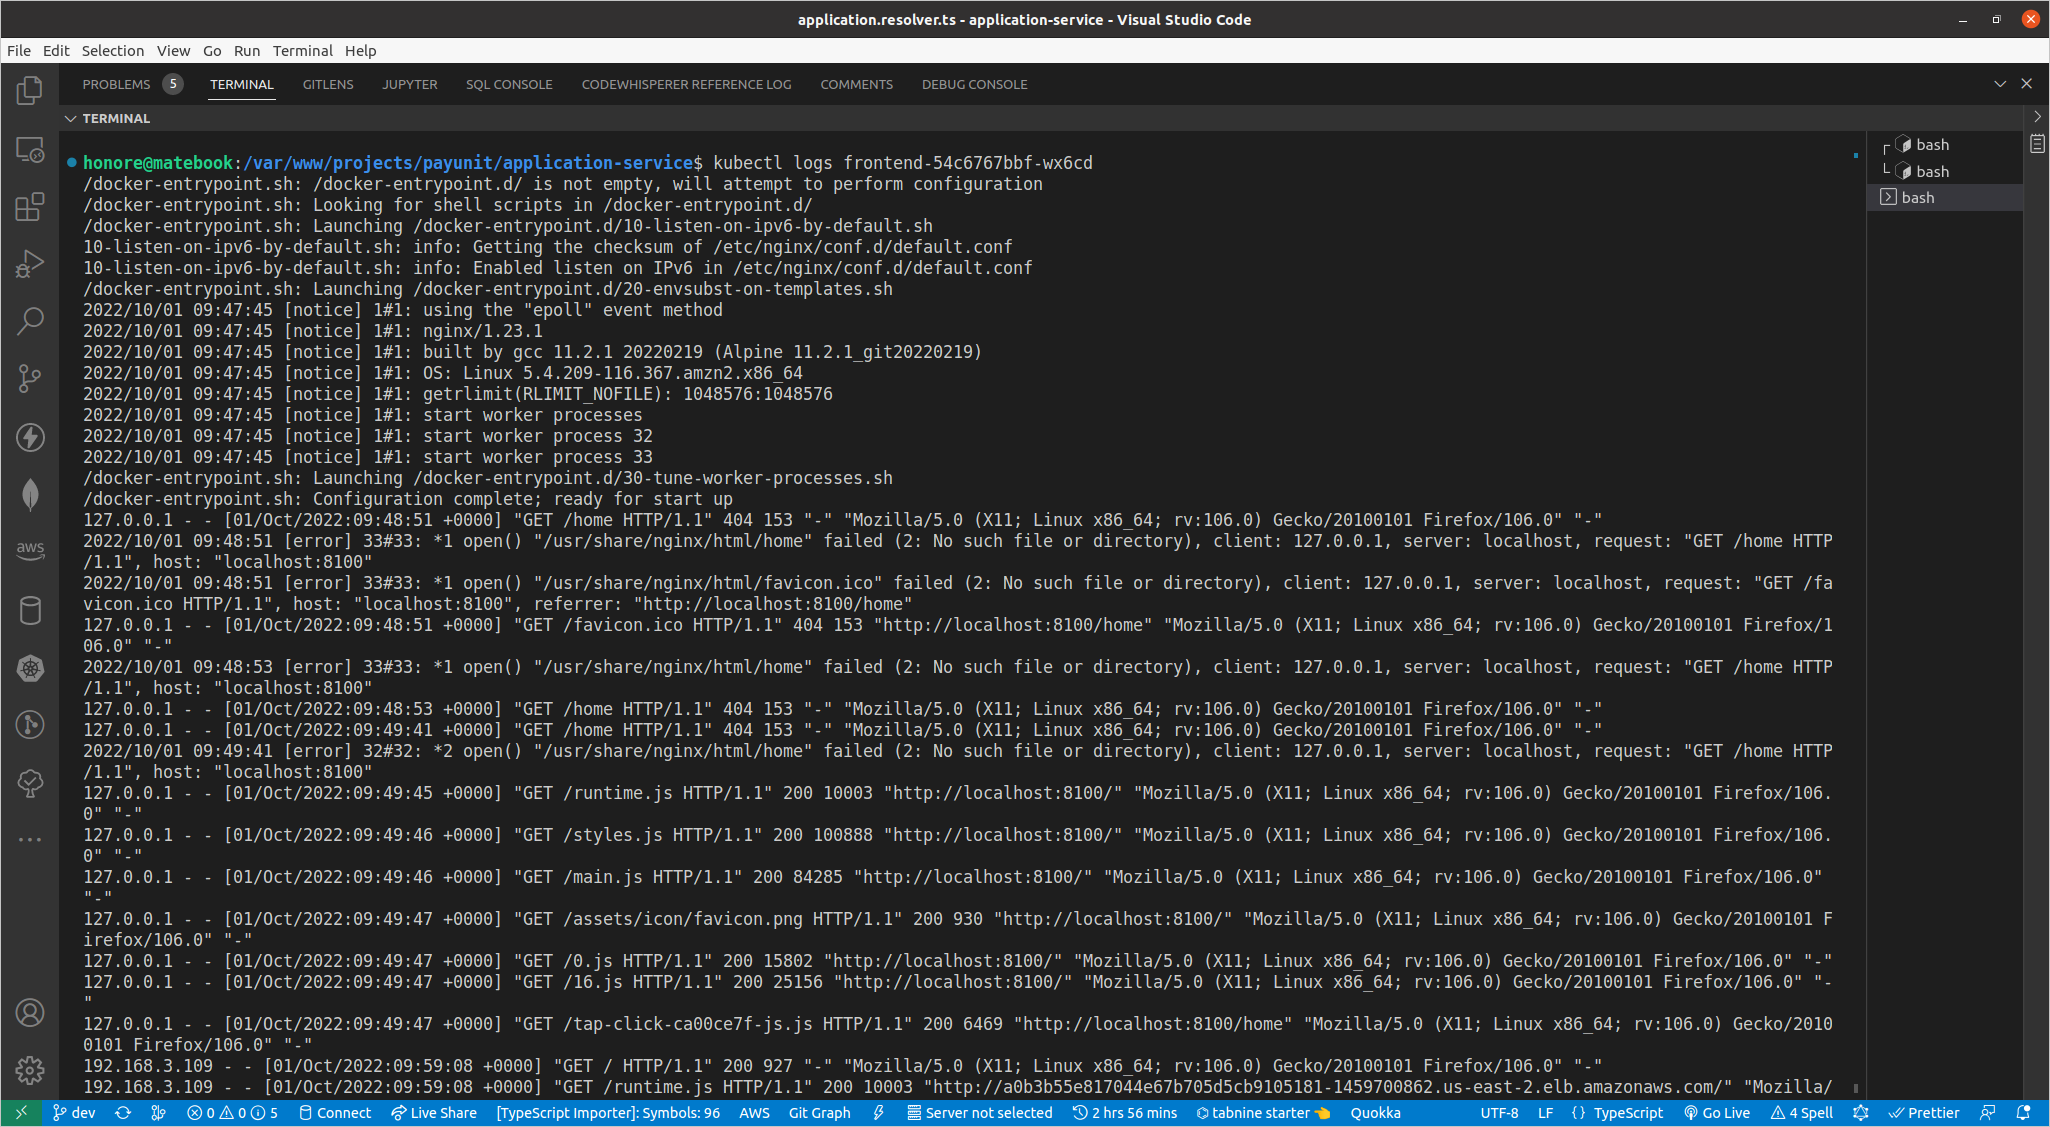 application.resolver.ts - application-service - Visual Studio Code
File Edit Selection View Go Run Terminal Help
PROBLEMS 5 TERMINAL GITLENS JUPYTER SQL CONSOLE CODEWHISPERER REFERENCE LOG COMMENTS DEBUG CONSOLE
TERMINAL
bash
bash
bash
aws
honore@matebook:/var/www/projects/payunit/application-service$ kubectl logs frontend-54c6767bbf-wx6cd
/docker-entrypoint.sh: /docker-entrypoint.d/ is not empty, will attempt to perform configuration
/docker-entrypoint.sh: Looking for shell scripts in /docker-entrypoint.d/
/docker-entrypoint.sh: Launching /docker-entrypoint.d/10-listen-on-ipv6-by-default.sh
10-listen-on-ipv6-by-default.sh: info: Getting the checksum of /etc/nginx/conf.d/default.conf
10-listen-on-ipv6-by-default.sh: info: Enabled listen on IPv6 in /etc/nginx/conf.d/default.conf
/docker-entrypoint.sh: Launching /docker-entrypoint.d/20-envsubst-on-templates.sh
2022/10/01 09:47:45 [notice] 1#1: using the "epoll" event method
2022/10/01 09:47:45 [notice] 1#1: nginx/1.23.1
2022/10/01 09:47:45 [notice] 1#1: built by gcc 11.2.1 20220219 (Alpine 11.2.1_git20220219)
2022/10/01 09:47:45 [notice] 1#1: OS: Linux 5.4.209-116.367.amzn2.x86_64
2022/10/01 09:47:45 [notice] 1#1: getrlimit(RLIMIT_NOFILE): 1048576:1048576
2022/10/01 09:47:45 [notice] 1#1: start worker processes
2022/10/01 09:47:45 [notice] 1#1: start worker process 32
2022/10/01 09:47:45 [notice] 1#1: start worker process 33
/docker-entrypoint.sh: Launching /docker-entrypoint.d/30-tune-worker-processes.sh
/docker-entrypoint.sh: Configuration complete; ready for start up
127.0.0.1 - - [01/Oct/2022:09:48:51 +0000] "GET /home HTTP/1.1" 404 153 "-" "Mozilla/5.0 (X11; Linux x86_64; rv:106.0) Gecko/20100101 Firefox/106.0" "-"
2022/10/01 09:48:51 [error] 33#33: *1 open() "/usr/share/nginx/html/home" failed (2: No such file or directory), client: 127.0.0.1, server: localhost, request: "GET /home HTTP
/1.1", host: "localhost:8100"
2022/10/01 09:48:51 [error] 33#33: *1 open() "/usr/share/nginx/html/favicon.ico" failed (2: No such file or directory), client: 127.0.0.1, server: localhost, request: "GET /fa
vicon.ico HTTP/1.1", host: "localhost:8100", referrer: "http://localhost:8100/home"
127.0.0.1 - - [01/Oct/2022:09:48:51 +0000] "GET /favicon.ico HTTP/1.1" 404 153 "http://localhost:8100/home" "Mozilla/5.0 (X11; Linux x86_64; rv:106.0) Gecko/20100101 Firefox/1
06.0" "-"
2022/10/01 09:48:53 [error] 33#33: *1 open() "/usr/share/nginx/html/home" failed (2: No such file or directory), client: 127.0.0.1, server: localhost, request: "GET /home HTTP
/1.1", host: "localhost:8100"
127.0.0.1 - - [01/Oct/2022:09:48:53 +0000] "GET /home HTTP/1.1" 404 153 "-" "Mozilla/5.0 (X11; Linux x86_64; rv:106.0) Gecko/20100101 Firefox/106.0" "-"
127.0.0.1 - - [01/Oct/2022:09:49:41 +0000] "GET /home HTTP/1.1" 404 153 "-" "Mozilla/5.0 (X11; Linux x86_64; rv:106.0) Gecko/20100101 Firefox/106.0" "-"
2022/10/01 09:49:41 [error] 32#32: *2 open() "/usr/share/nginx/html/home" failed (2: No such file or directory), client: 127.0.0.1, server: localhost, request: "GET /home HTTP
/1.1", host: "localhost:8100"
127.0.0.1 - - [01/Oct/2022:09:49:45 +0000] "GET /runtime.js HTTP/1.1" 200 10003 "http://localhost:8100/" "Mozilla/5.0 (X11; Linux x86_64; rv:106.0) Gecko/20100101 Firefox/106.
0" "-"
127.0.0.1 - - [01/Oct/2022:09:49:46 +0000] "GET /styles.js HTTP/1.1" 200 100888 "http://localhost:8100/" "Mozilla/5.0 (X11; Linux x86_64; rv:106.0) Gecko/20100101 Firefox/106.
0" "-"
127.0.0.1 - - [01/Oct/2022:09:49:46 +0000] "GET /main.js HTTP/1.1" 200 84285 "http://localhost:8100/" "Mozilla/5.0 (X11; Linux x86_64; rv:106.0) Gecko/20100101 Firefox/106.0"
"-"
127.0.0.1 - - [01/Oct/2022:09:49:47 +0000] "GET /assets/icon/favicon.png HTTP/1.1" 200 930 "http://localhost:8100/" "Mozilla/5.0 (X11; Linux x86_64; rv:106.0) Gecko/20100101 F
irefox/106.0" "-"
127.0.0.1 - - [01/Oct/2022:09:49:47 +0000] "GET /0.js HTTP/1.1" 200 15802 "http://localhost:8100/" "Mozilla/5.0 (X11; Linux x86_64; rv:106.0) Gecko/20100101 Firefox/106.0" "-"
127.0.0.1 - - [01/Oct/2022:09:49:47 +0000] "GET /16.js HTTP/1.1" 200 25156 "http://localhost:8100/" "Mozilla/5.0 (X11; Linux x86_64; rv:106.0) Gecko/20100101 Firefox/106.0" "-
"
127.0.0.1 - - [01/Oct/2022:09:49:47 +0000] "GET /tap-click-ca00ce7f-js.js HTTP/1.1" 200 6469 "http://localhost:8100/home" "Mozilla/5.0 (X11; Linux x86_64; rv:106.0) Gecko/2010
0101 Firefox/106.0" "-"
192.168.3.109 - - [01/Oct/2022:09:59:08 +0000] "GET / HTTP/1.1" 200 927 "-" "Mozilla/5.0 (X11; Linux x86_64; rv:106.0) Gecko/20100101 Firefox/106.0" "-"
192.168.3.109 - - [01/Oct/2022:09:59:08 +0000] "GET /runtime.js HTTP/1.1" 200 10003 "http://a0b3b55e817044e67b705d5cb9105181-1459700862.us-east-2.elb.amazonaws.com/" "Mozilla/
dev 0 0 5 Connect Live Share [TypeScript Importer]: Symbols: 96 AWS Git Graph Server not selected 2 hrs 56 mins tabnine starter 👈 Quokka UTF-8 LF {} TypeScript Go Live 4 Spell Prettier